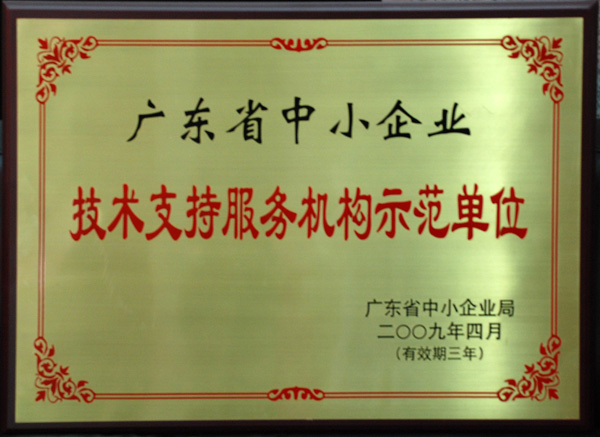 广东省中小企业
技术支持服务机构示范单位
广东省中小企业局
二〇〇九年四月
(有效期三年)